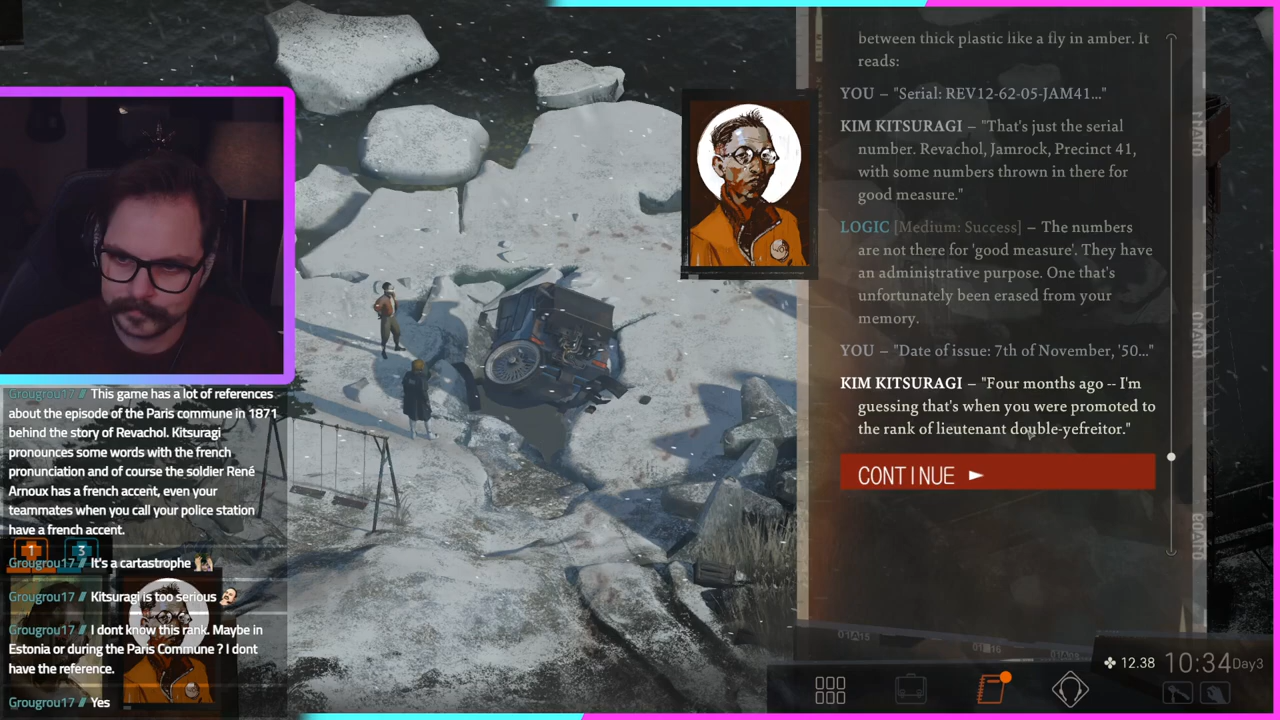 between thick plastic like a fly in amber. It
reads:
YOU – "Serial: REV12-62-05-JAM41..."
KIM KITSURAGI – "That's just the serial
number. Revachol, Jamrock, Precinct 41,
with some numbers thrown in there for
good measure."
LOGIC [Medium: Success] – The numbers
are not there for 'good measure'. They have
an administrative purpose. One that's
unfortunately been erased from your
memory.
YOU – "Date of issue: 7th of November, '50..."
KIM KITSURAGI – "Four months ago -- I'm
guessing that's when you were promoted to
the rank of lieutenant double-yefreitor."
CONTINUE
Grougrou17 // This game has a lot of references
about the episode of the Paris commune in 1871
behind the story of Revachol. Kitsuragi
pronounces some words with the french
pronunciation and of course the soldier René
Arnoux has a french accent, even your
teammates when you call your police station
have a french accent.
1 3
Grougrou17 // It's a cartastrophe
Grougrou17 // Kitsuragi is too serious
Grougrou17 // I dont know this rank. Maybe in
Estonia or during the Paris Commune ? I dont
have the reference.
Grougrou17 // Yes
12.38 10:34 Day3